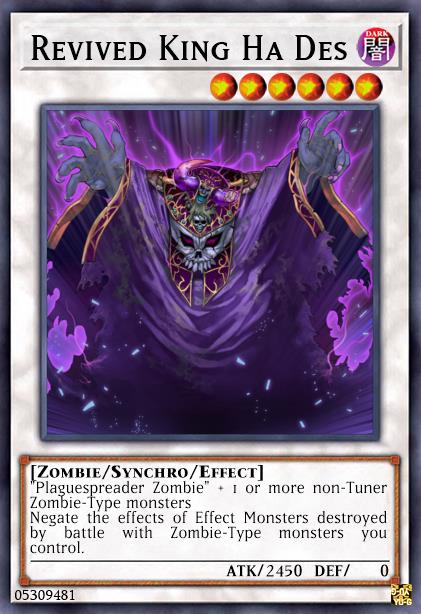 Revived King Ha Des
DARK
闇
[Zombie/Synchro/Effect]
"Plaguespreader Zombie" + 1 or more non-Tuner
Zombie-Type monsters
Negate the effects of Effect Monsters destroyed
by battle with Zombie-Type monsters you
control.
ATK/2450 DEF/ 0
05309481